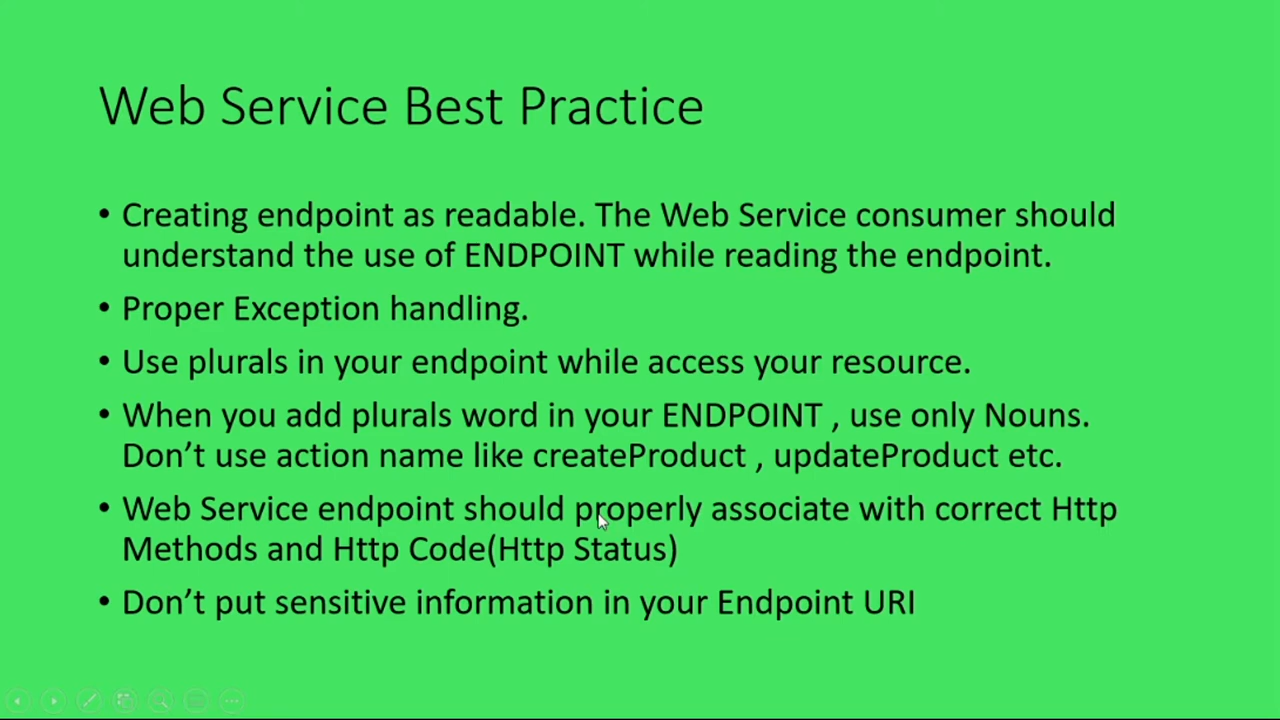 Web Service Best Practice
• Creating endpoint as readable. The Web Service consumer should
understand the use of ENDPOINT while reading the endpoint.
• Proper Exception handling.
• Use plurals in your endpoint while access your resource.
• When you add plurals word in your ENDPOINT , use only Nouns.
Don’t use action name like createProduct , updateProduct etc.
• Web Service endpoint should properly associate with correct Http
Methods and Http Code(Http Status)
• Don’t put sensitive information in your Endpoint URI